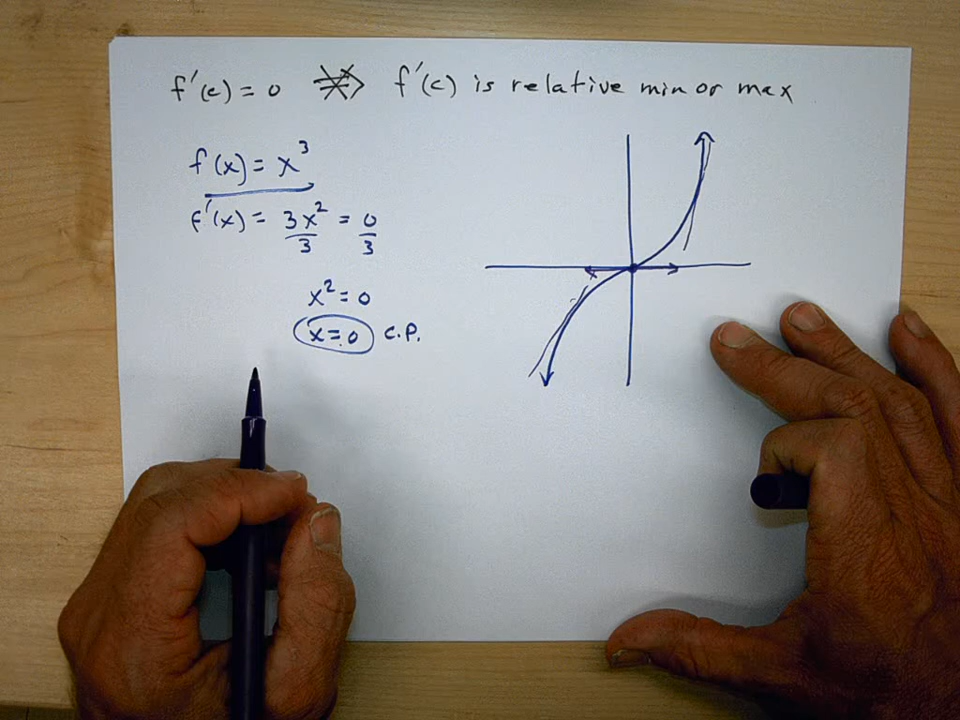 f'(c) = 0 ⇏ f'(c) is relative min or max
f(x) = x³
f'(x) = 3x²/3 = 0/3
x² = 0
x = 0 C.P.